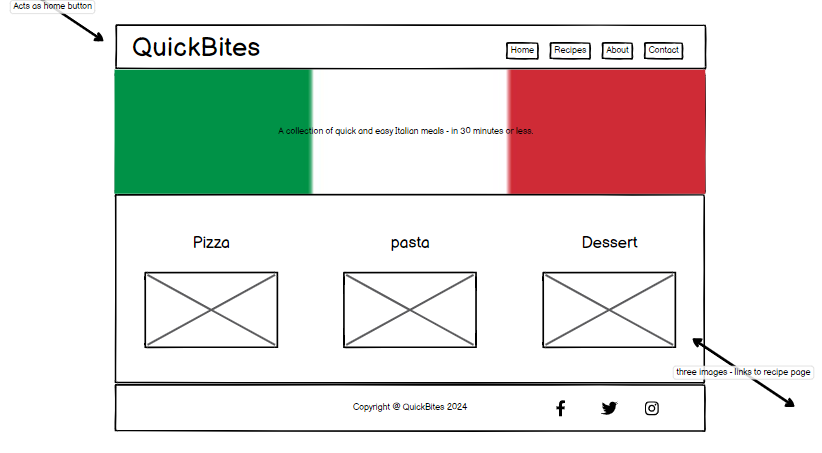 Acts as home button
QuickBites
Home Recipes About Contact
A collection of quick and easy Italian meals - in 30 minutes or less.
Pizza pasta Dessert
three images - links to recipe page
Copyright @ QuickBites 2024